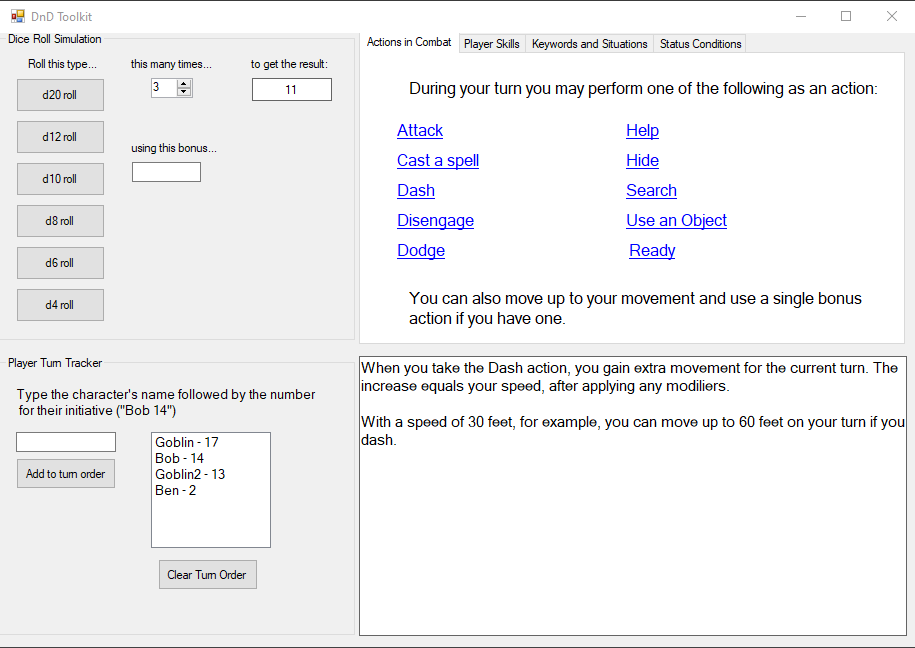 DnD Toolkit
Dice Roll Simulation
Roll this type...
this many times...
to get the result:
d20 roll
3
11
d12 roll
using this bonus...
d10 roll
d8 roll
d6 roll
d4 roll
Actions in Combat
Player Skills
Keywords and Situations
Status Conditions
During your turn you may perform one of the following as an action:
Attack
Help
Cast a spell
Hide
Dash
Search
Disengage
Use an Object
Dodge
Ready
You can also move up to your movement and use a single bonus
action if you have one.
Player Turn Tracker
Type the character's name followed by the number
for their initiative ("Bob 14")
Add to turn order
Goblin - 17
Bob - 14
Goblin2 - 13
Ben - 2
Clear Turn Order
When you take the Dash action, you gain extra movement for the current turn. The
increase equals your speed, after applying any modiliers.
With a speed of 30 feet, for example, you can move up to 60 feet on your turn if you
dash.